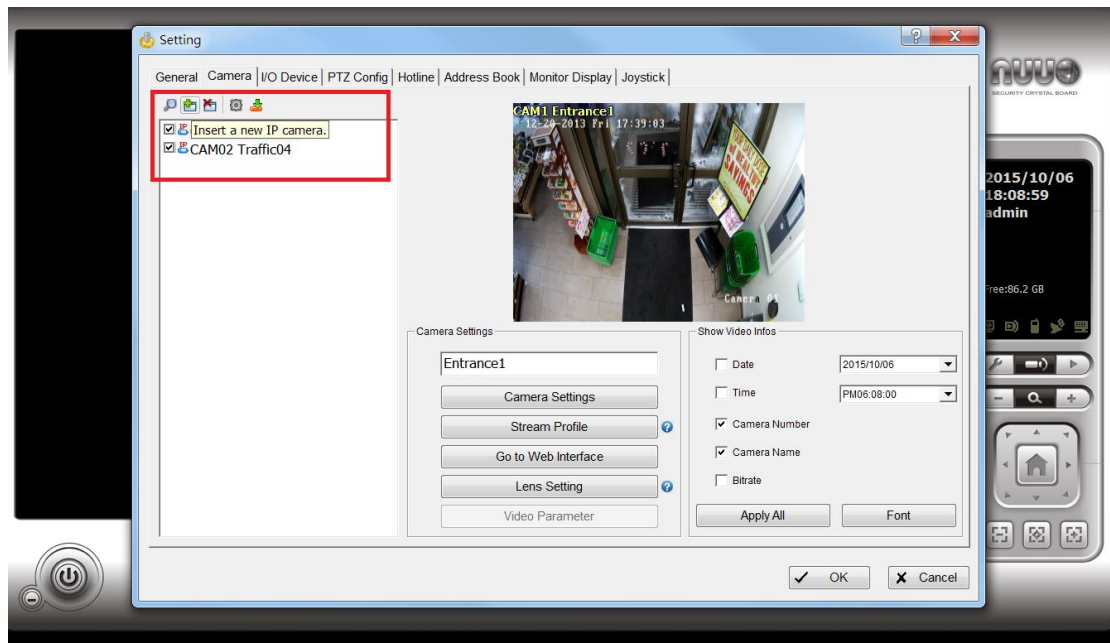 Setting
nuuo
SECURITY CRYSTAL BOARD
General Camera I/O Device PTZ Config Hotline Address Book Monitor Display Joystick
Insert a new IP camera.
CAM02 Traffic04
CAM1 Entrance1
12-20-2013 Fri 17:39:03
SAVINGS
Camera 01
2015/10/06
18:08:59
admin
Free:86.2 GB
Camera Settings
Entrance1
Camera Settings
Stream Profile
Go to Web Interface
Lens Setting
Video Parameter
Show Video Infos
Date 2015/10/06
Time PM06:08:00
Camera Number
Camera Name
Bitrate
Apply All Font
OK Cancel